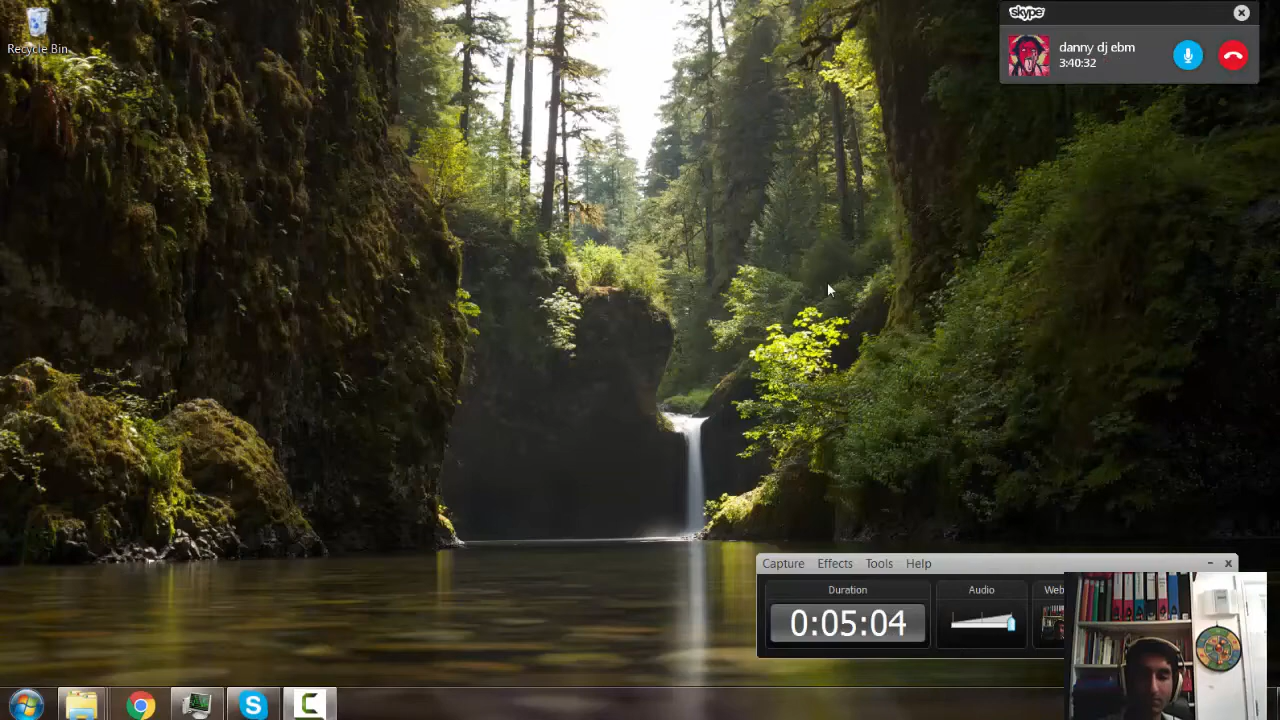 Recycle Bin
skype
danny dj ebm
3:40:32
Capture Effects Tools Help
Duration Audio Web
0:05:04